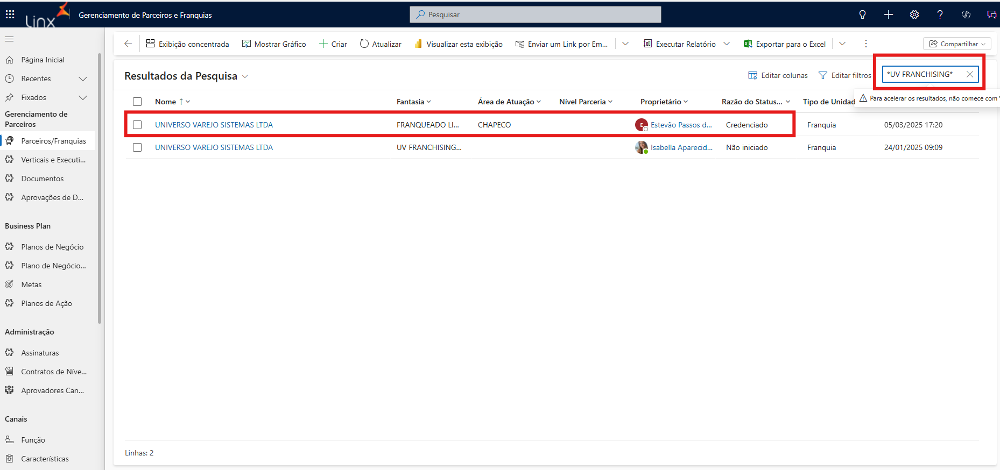 Linx
Gerenciamento de Parceiros e Franquias
Pesquisar
Exibição concentrada
Mostrar Gráfico
Criar
Atualizar
Visualizar esta exibição
Enviar um Link por Em...
Executar Relatório
Exportar para o Excel
Compartilhar
Página Inicial
Recentes
Fixados
Gerenciamento de
Parceiros
Parceiros/Franquias
Verticais e Executi...
Documentos
Aprovações de D...
Business Plan
Planos de Negócio
Plano de Negócio...
Metas
Planos de Ação
Administração
Assinaturas
Contratos de Níve...
Aprovadores Can...
Canais
Função
Características
Resultados da Pesquisa
Editar colunas
Editar filtros
*UV FRANCHISING*
Para acelerar os resultados, não comece com
Nome ↑ Fantasia Área de Atuação Nível Parceria Proprietário Razão do Status... Tipo de Unidad
UNIVERSO VAREJO SISTEMAS LTDA FRANQUEADO LI... CHAPECO E Estevão Passos d... Credenciado Franquia 05/03/2025 17:20
UNIVERSO VAREJO SISTEMAS LTDA UV FRANCHISING... Isabella Aparecid... Não iniciado Franquia 24/01/2025 09:09
Linhas: 2